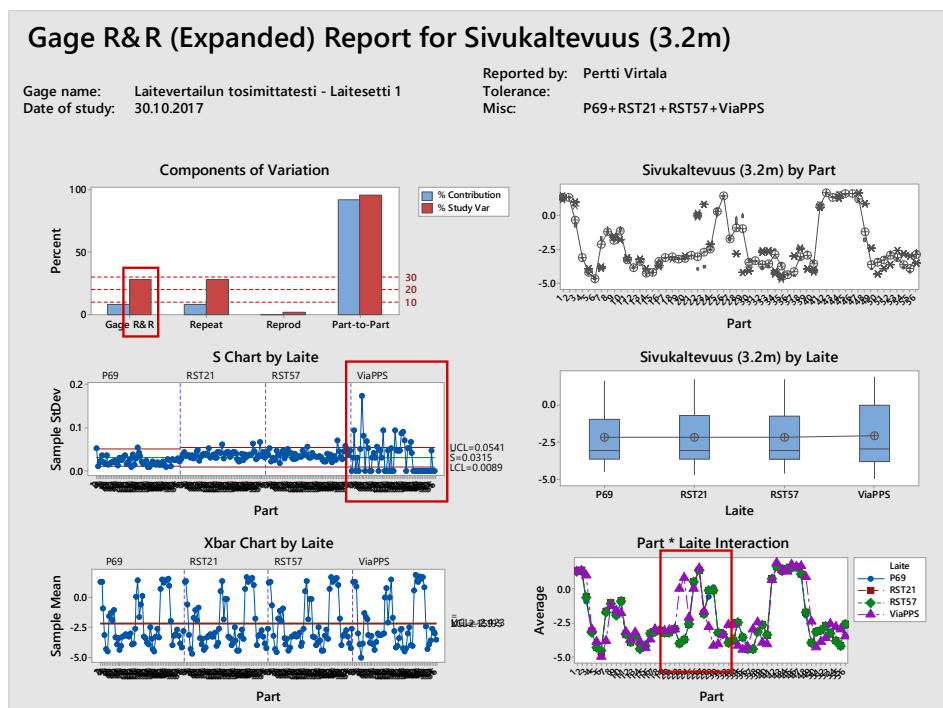 Gage R&R (Expanded) Report for Sivukaltevuus (3.2m)
Gage name: Laitevertailun tosimittatesti - Laitesetti 1
Date of study: 30.10.2017
Reported by: Pertti Virtala
Tolerance:
Misc: P69+RST21+RST57+ViaPPS
Components of Variation
100
50
0
Percent
30
20
10
Gage R&R
Repeat
Reprod
Part-to-Part
% Contribution
% Study Var
Sivukaltevuus (3.2m) by Part
0.0
-2.5
-5.0
Part
S Chart by Laite
P69
RST21
RST57
ViaPPS
0.2
0.1
0.0
Sample StDev
UCL=0.0541
S=0.0315
LCL=0.0089
Part
Sivukaltevuus (3.2m) by Laite
0.0
-2.5
-5.0
P69
RST21
RST57
ViaPPS
Laite
Xbar Chart by Laite
P69
RST21
RST57
ViaPPS
0.0
-2.5
-5.0
Sample Mean
Part
Part * Laite Interaction
0.0
-2.5
-5.0
Average
Part
Laite
P69
RST21
RST57
ViaPPS